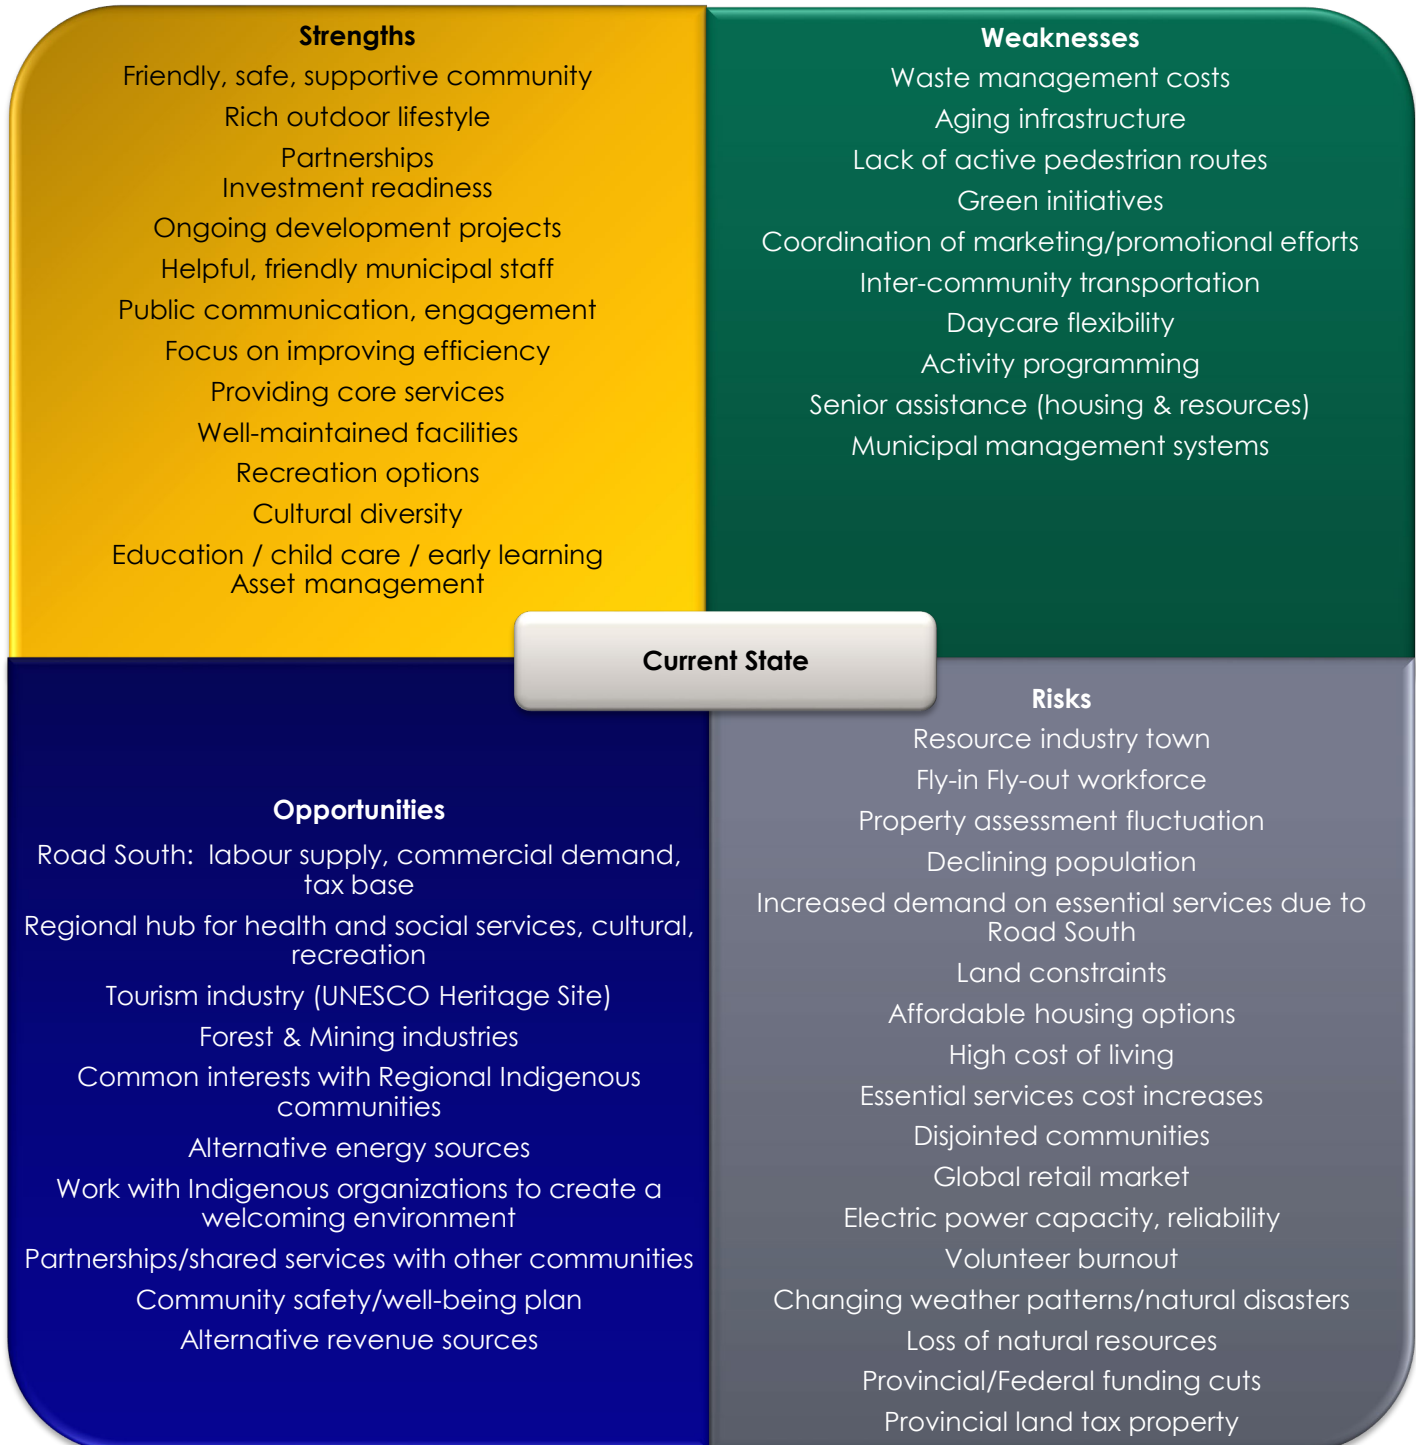 Strengths
Friendly, safe, supportive community
Rich outdoor lifestyle
Partnerships
Investment readiness
Ongoing development projects
Helpful, friendly municipal staff
Public communication, engagement
Focus on improving efficiency
Providing core services
Well-maintained facilities
Recreation options
Cultural diversity
Education / child care / early learning
Asset management
Weaknesses
Waste management costs
Aging infrastructure
Lack of active pedestrian routes
Green initiatives
Coordination of marketing/promotional efforts
Inter-community transportation
Daycare flexibility
Activity programming
Senior assistance (housing & resources)
Municipal management systems
Current State
Opportunities
Road South:  labour supply, commercial demand,
tax base
Regional hub for health and social services, cultural,
recreation
Tourism industry (UNESCO Heritage Site)
Forest & Mining industries
Common interests with Regional Indigenous
communities
Alternative energy sources
Work with Indigenous organizations to create a
welcoming environment
Partnerships/shared services with other communities
Community safety/well-being plan
Alternative revenue sources
Risks
Resource industry town
Fly-in Fly-out workforce
Property assessment fluctuation
Declining population
Increased demand on essential services due to
Road South
Land constraints
Affordable housing options
High cost of living
Essential services cost increases
Disjointed communities
Global retail market
Electric power capacity, reliability
Volunteer burnout
Changing weather patterns/natural disasters
Loss of natural resources
Provincial/Federal funding cuts
Provincial land tax property